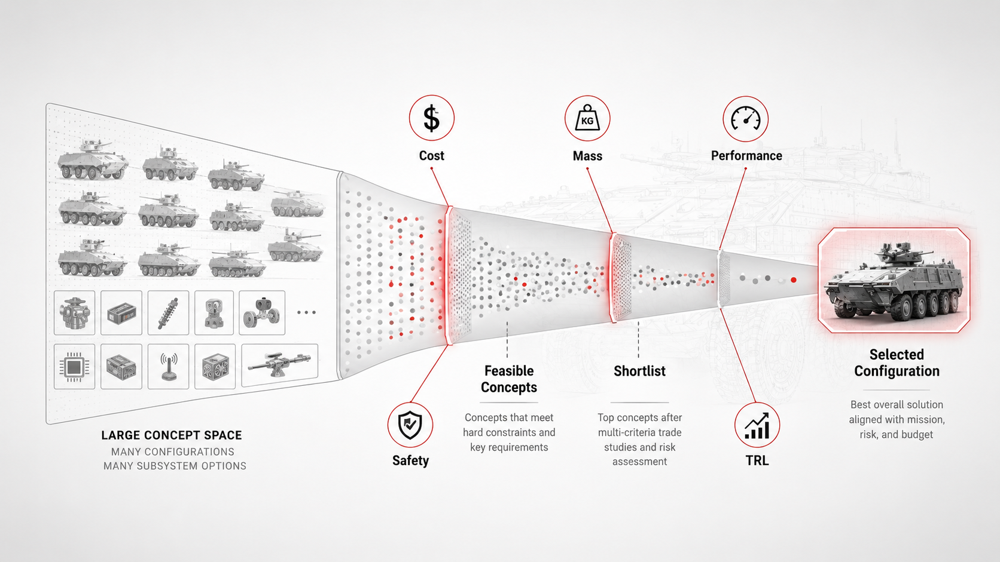 $
KG
Cost
Mass
Performance
Feasible
Concepts
Concepts that meet
hard constraints and
key requirements
Shortlist
Top concepts after
multi-criteria trade
studies and risk
assessment
Selected
Configuration
Best overall solution
aligned with mission,
risk, and budget
LARGE CONCEPT SPACE
MANY CONFIGURATIONS
MANY SUBSYSTEM OPTIONS
Safety
TRL